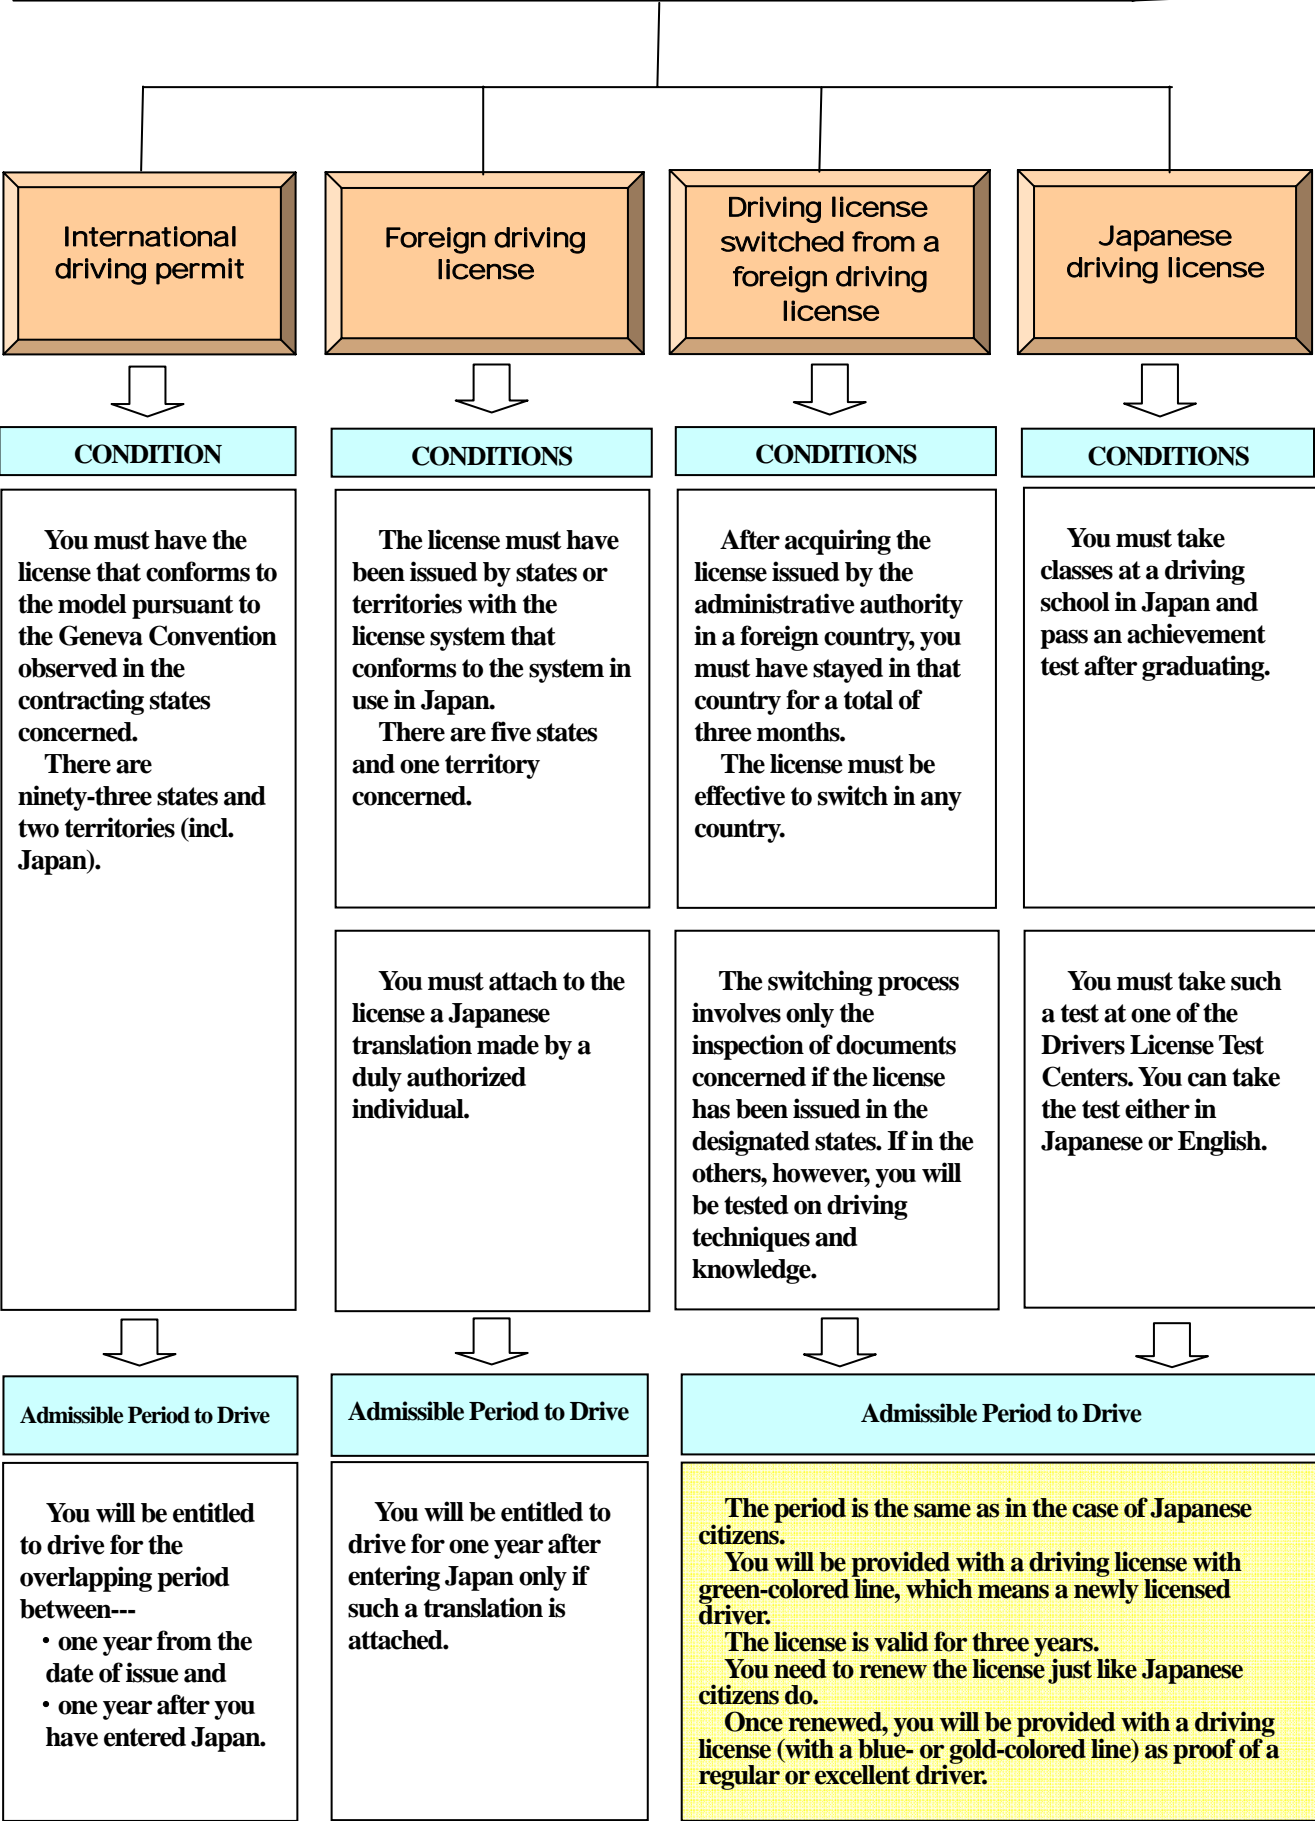 International
driving permit
Foreign driving
license
Driving license
switched from a
foreign driving
license
Japanese
driving license
CONDITION
CONDITIONS
CONDITIONS
CONDITIONS
You must have the
license that conforms to
the model pursuant to
the Geneva Convention
observed in the
contracting states
concerned.
There are
ninety-three states and
two territories (incl.
Japan).
The license must have
been issued by states or
territories with the
license system that
conforms to the system in
use in Japan.
There are five states
and one territory
concerned.
After acquiring the
license issued by the
administrative authority
in a foreign country, you
must have stayed in that
country for a total of
three months.
The license must be
effective to switch in any
country.
You must take
classes at a driving
school in Japan and
pass an achievement
test after graduating.
You must attach to the
license a Japanese
translation made by a
duly authorized
individual.
The switching process
involves only the
inspection of documents
concerned if the license
has been issued in the
designated states. If in the
others, however, you will
be tested on driving
techniques and
knowledge.
You must take such
a test at one of the
Drivers License Test
Centers. You can take
the test either in
Japanese or English.
Admissible Period to Drive
Admissible Period to Drive
Admissible Period to Drive
You will be entitled
to drive for the
overlapping period
between---
・one year from the
date of issue and
・one year after you
have entered Japan.
You will be entitled to
drive for one year after
entering Japan only if
such a translation is
attached.
The period is the same as in the case of Japanese
citizens.
You will be provided with a driving license with
green-colored line, which means a newly licensed
driver.
The license is valid for three years.
You need to renew the license just like Japanese
citizens do.
Once renewed, you will be provided with a driving
license (with a blue- or gold-colored line) as proof of a
regular or excellent driver.